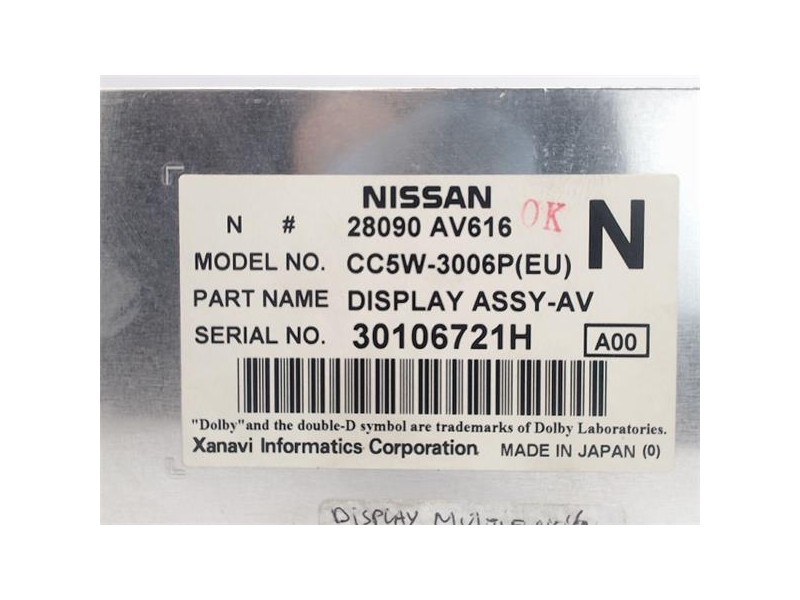 NISSAN
N # 28090 AV616 OK N
MODEL NO. CC5W-3006P(EU)
PART NAME DISPLAY ASSY-AV
SERIAL NO. 30106721H A00
"Dolby"and the double-D symbol are trademarks of Dolby Laboratories.
Xanavi Informatics Corporation MADE IN JAPAN (0)
DISPLAY